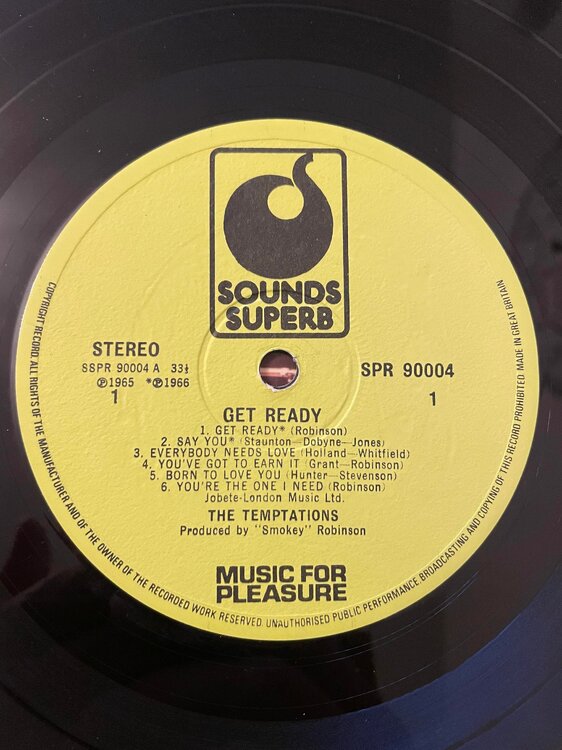 SOUNDS
SUPERB
STEREO
SSPR 90004 A 33⅓
℗1965 *℗1966
1
SPR 90004
1
GET READY
1. GET READY* (Robinson)
2. SAY YOU* (Staunton—Dobyne—Jones)
3. EVERYBODY NEEDS LOVE (Holland—Whitfield)
4. YOU'VE GOT TO EARN IT (Grant—Robinson)
5. BORN TO LOVE YOU (Hunter—Stevenson)
6. YOU'RE THE ONE I NEED (Robinson)
Jobete-London Music Ltd.
THE TEMPTATIONS
Produced by "Smokey" Robinson
MUSIC FOR
PLEASURE
COPYRIGHT RECORD. ALL RIGHTS OF THE MANUFACTURER AND OF THE OWNER OF THE RECORDED WORK RESERVED. UNAUTHORISED PUBLIC PERFORMANCE BROADCASTING AND COPYING OF THIS RECORD PROHIBITED MADE IN GREAT BRITAIN